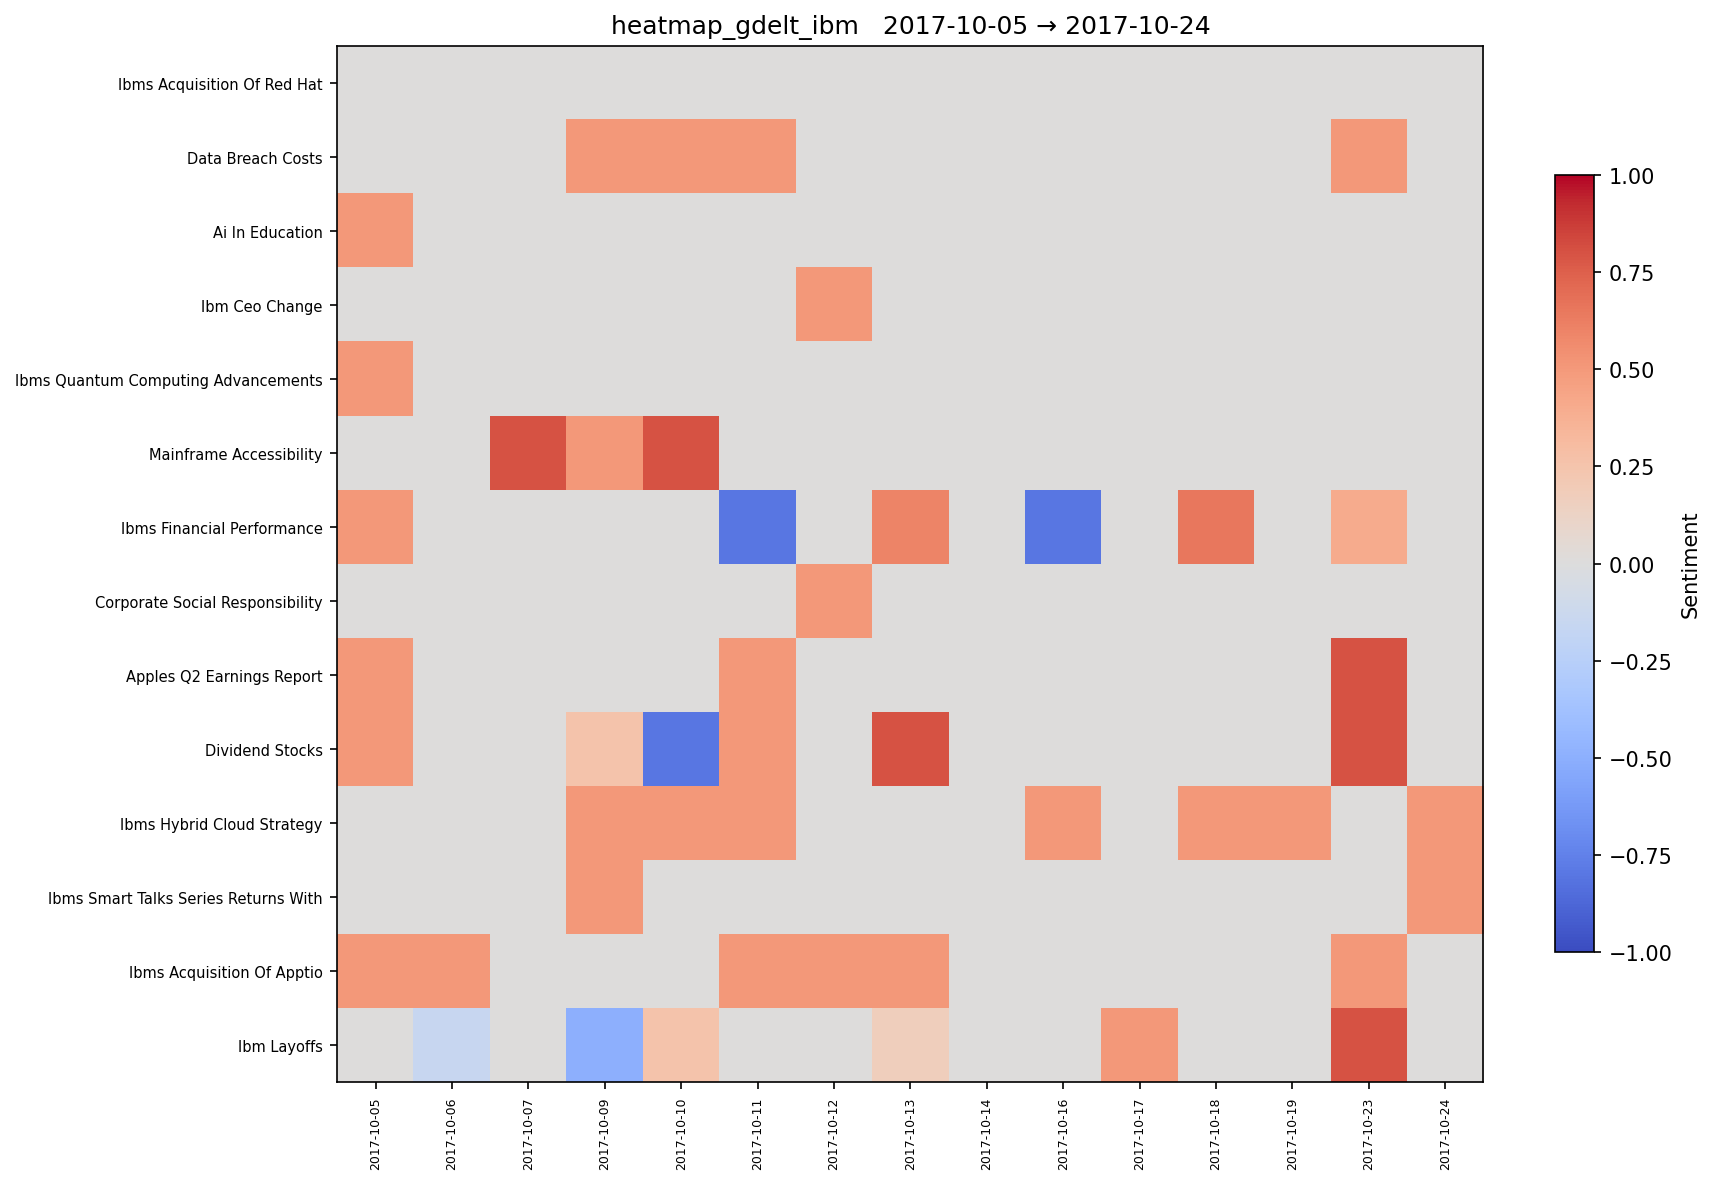 heatmap_gdelt_ibm   2017-10-05 → 2017-10-24
Ibms Acquisition Of Red Hat
Data Breach Costs
Ai In Education
Ibm Ceo Change
Ibms Quantum Computing Advancements
Mainframe Accessibility
Ibms Financial Performance
Corporate Social Responsibility
Apples Q2 Earnings Report
Dividend Stocks
Ibms Hybrid Cloud Strategy
Ibms Smart Talks Series Returns With
Ibms Acquisition Of Apptio
Ibm Layoffs
2017-10-05
2017-10-06
2017-10-07
2017-10-09
2017-10-10
2017-10-11
2017-10-12
2017-10-13
2017-10-14
2017-10-16
2017-10-17
2017-10-18
2017-10-19
2017-10-23
2017-10-24
1.00
0.75
0.50
0.25
0.00
−0.25
−0.50
−0.75
−1.00
Sentiment